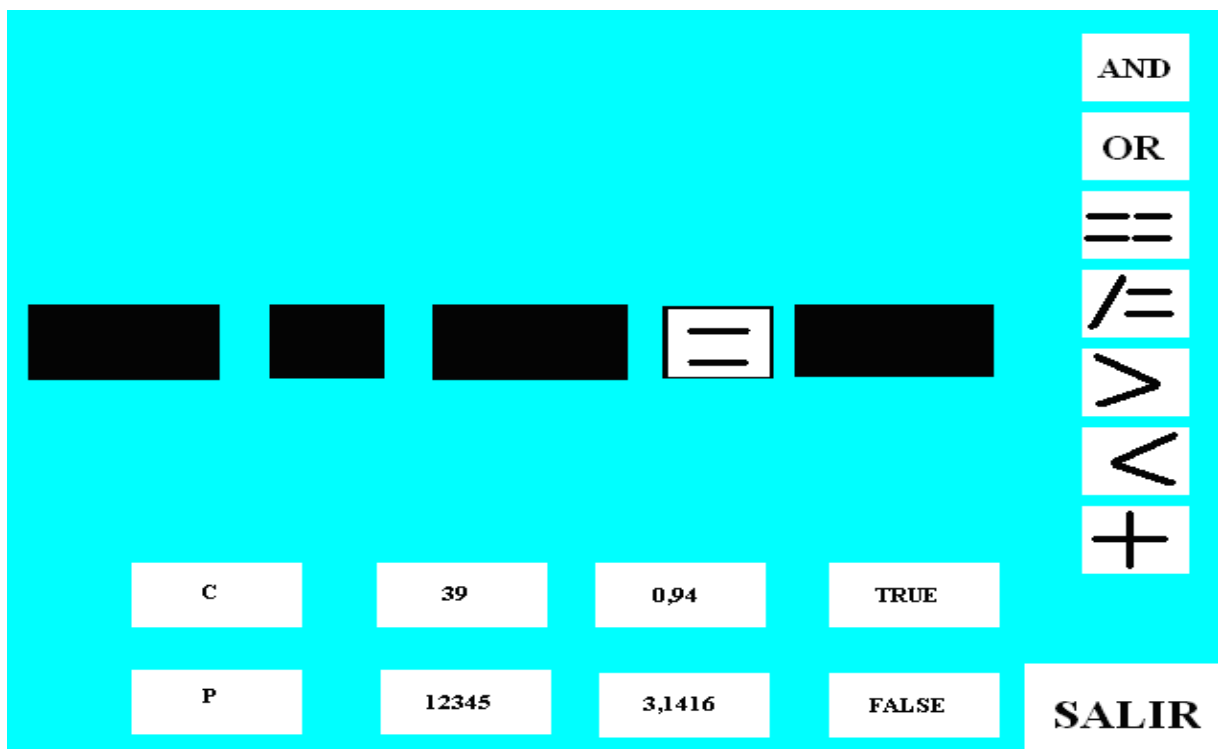 AND
OR
==
/=
=
>
<
+
C 39 0,94 TRUE
P 12345 3,1416 FALSE
SALIR